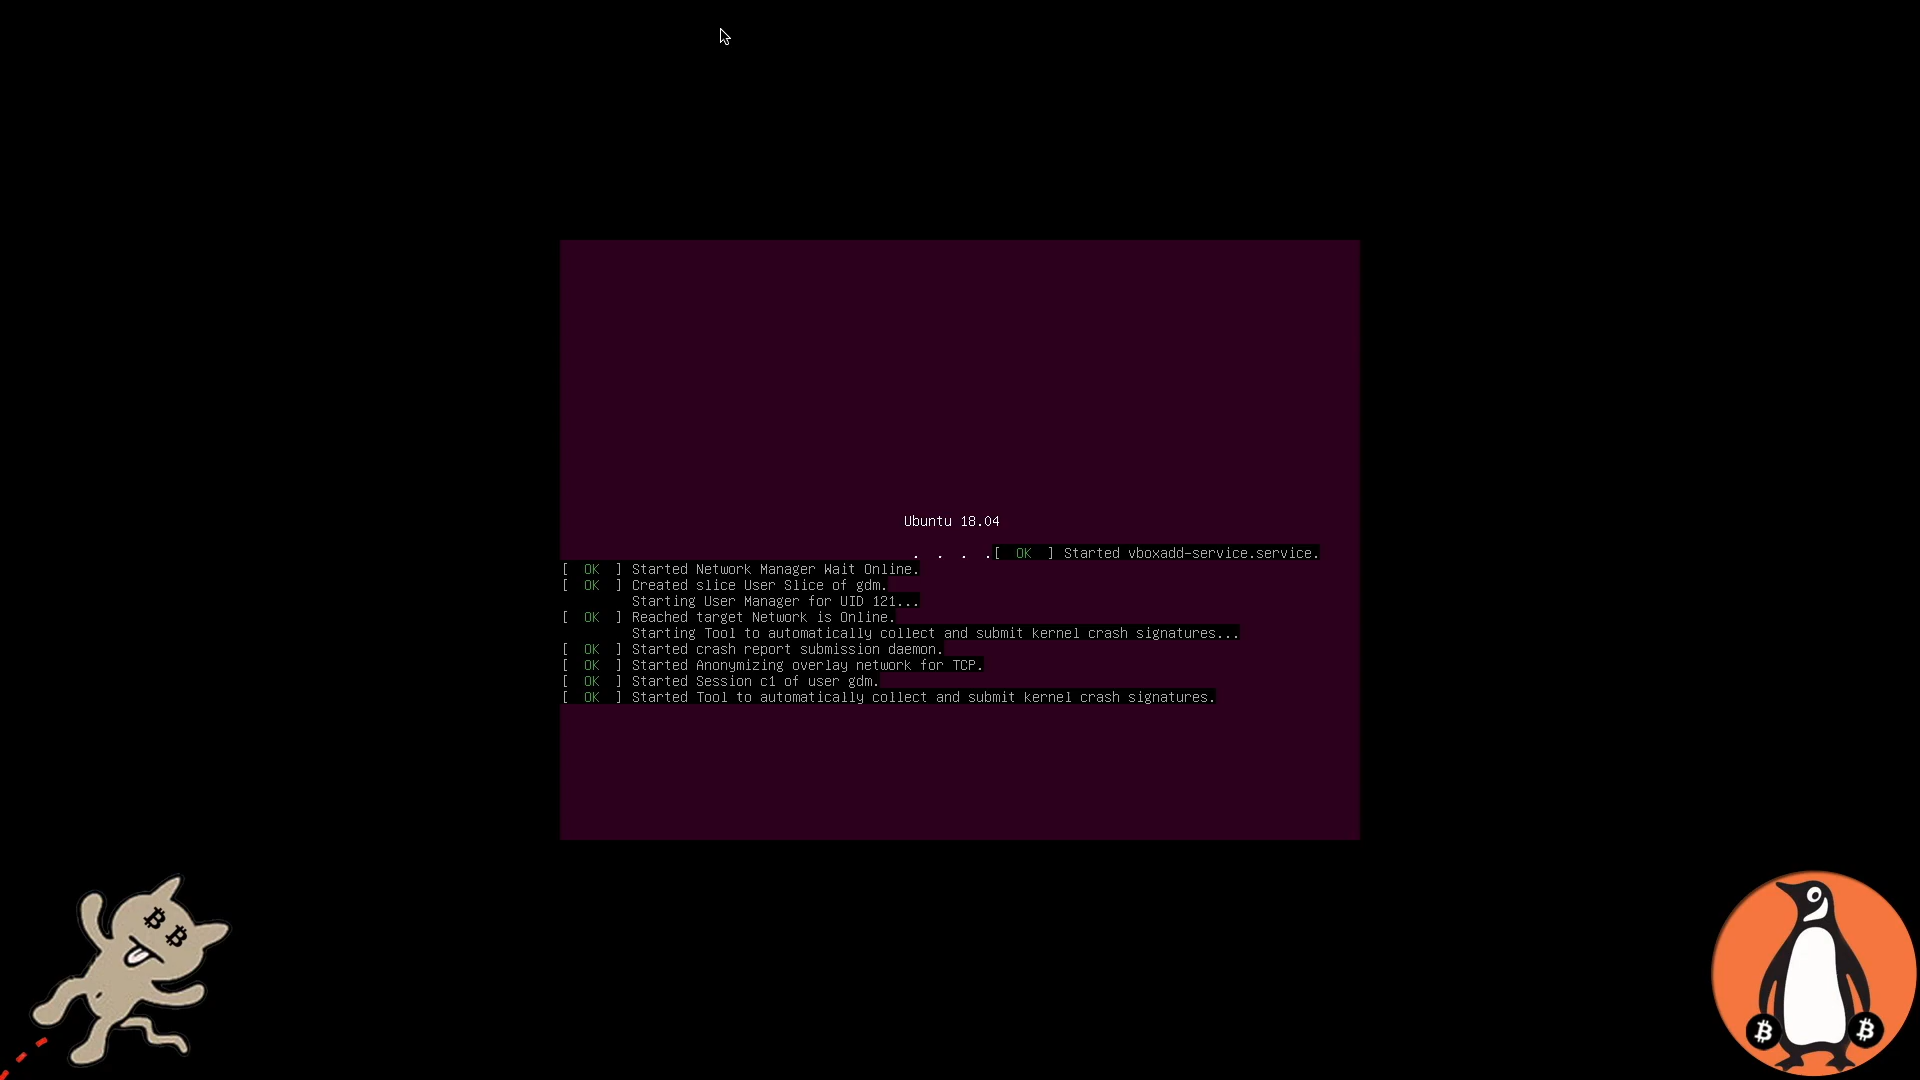 Ubuntu 18.04
. . . .[ OK ] Started vboxadd-service.service.
[ OK ] Started Network Manager Wait Online.
[ OK ] Created slice User Slice of gdm.
Starting User Manager for UID 121...
[ OK ] Reached target Network is Online.
Starting Tool to automatically collect and submit kernel crash signatures...
[ OK ] Started crash report submission daemon.
[ OK ] Started Anonymizing overlay network for TCP.
[ OK ] Started Session c1 of user gdm.
[ OK ] Started Tool to automatically collect and submit kernel crash signatures.
₿ ₿
₿ ₿